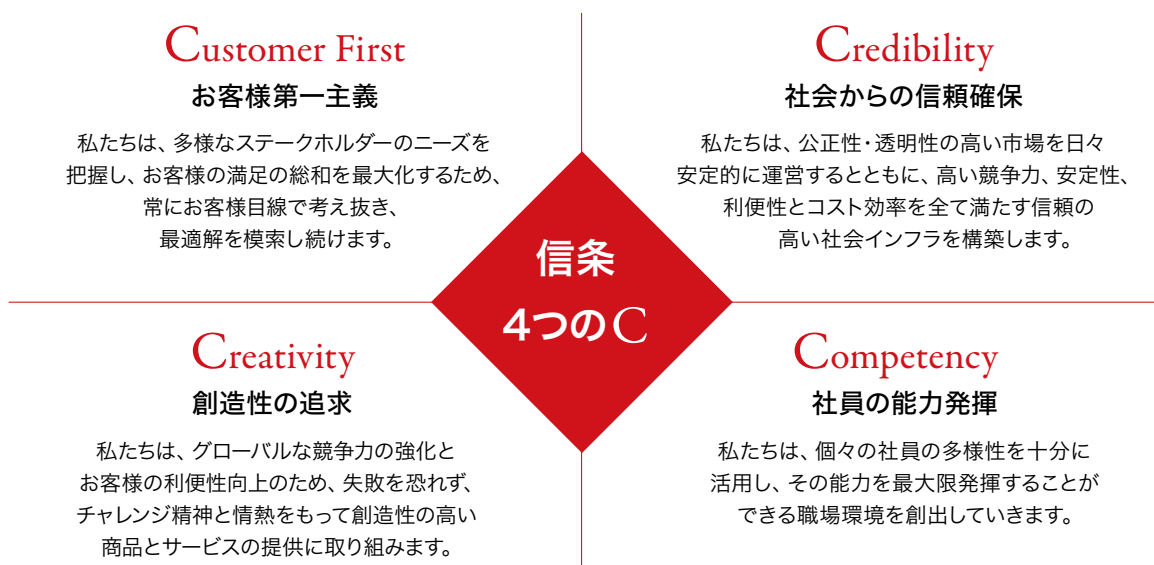 Customer First
お客様第一主義
私たちは、多様なステークホルダーのニーズを
把握し、お客様の満足の総和を最大化するため、
常にお客様目線で考え抜き、
最適解を模索し続けます。
Credibility
社会からの信頼確保
私たちは、公正性・透明性の高い市場を日々
安定的に運営するとともに、高い競争力、安定性、
利便性とコスト効率を全て満たす信頼の
高い社会インフラを構築します。
信条
4つのC
Creativity
創造性の追求
私たちは、グローバルな競争力の強化と
お客様の利便性向上のため、失敗を恐れず、
チャレンジ精神と情熱をもって創造性の高い
商品とサービスの提供に取り組みます。
Competency
社員の能力発揮
私たちは、個々の社員の多様性を十分に
活用し、その能力を最大限発揮することが
できる職場環境を創出していきます。